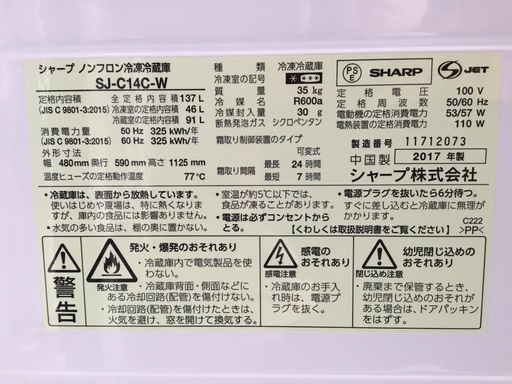 シャープ ノンフロン冷凍冷蔵庫
SJ-C14C-W
定格内容積 全定格内容積 137 L
(JIS C 9801-3:2015) 冷凍室の定格内容積 46 L
冷蔵室の定格内容積 91 L
消費電力量 50 Hz 325 kWh/年
(JIS C 9801-3:2015) 60 Hz 325 kWh/年
外形寸法
幅 480mm 奥行 590mm 高さ 1125 mm
温度ヒューズの定格動作温度 77℃
種類 冷凍冷蔵庫
冷凍室の記号
質量 35 kg
冷媒名 R600a
冷媒封入量 30 g
断熱発泡ガス シクロペンタン
霜取り制御装置のタイプ
可変式
霜取り間隔 最長 24 時間
最短 7 時間
PS
E
SHARP
S JET
定格電圧 100 V
定格周波数 50/60 Hz
電動機の定格消費電力 53/57 W
電熱装置の定格消費電力 110 W
製造番号 11712073
中国製 2017 年製
シャープ株式会社
・冷蔵庫は、表面から放熱しています。
使いはじめや夏場は特に熱く感じることがありますが、庫内の食品には影響ありません。
・水気の多い食品は、棚の奥に置かない。
・室温が約5℃以下では、食品が凍ることがあります。
・電源は必ずコンセントからとる。
・電源プラグを抜いたら6分待つ。
すぐに差し込むと冷蔵庫に無理がかかります。
【くわしくは取扱説明書をご覧ください】
C222
>PP<
警告
発火・爆発のおそれあり
発火注意
・冷蔵庫内で電気製品を使わない。
・冷蔵庫背面・側面などにある冷却回路(配管)を傷付けない。
・冷却回路(配管)を傷付けたときは、火気を避け、窓を開けて換気する。
感電のおそれあり
感電注意
・冷蔵庫のお手入れ時は、電源プラグを抜く。
幼児閉じ込めのおそれあり
閉じ込め注意
・廃棄まで保管するとき、幼児が閉じ込められるおそれがある場合は、ドアパッキンをはずす。